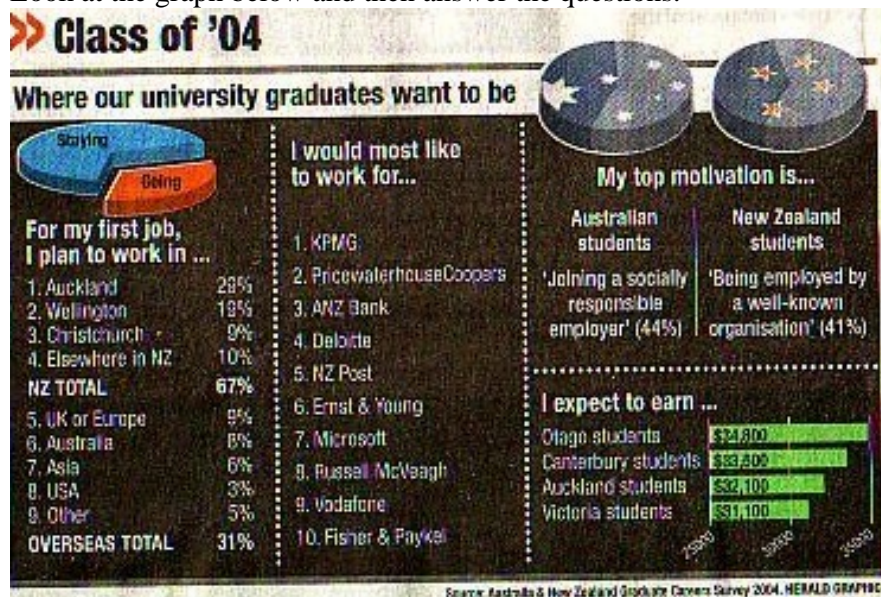 Look at the graph below and then answer the questions.
Class of '04
Where our university graduates want to be
Staying
Going
For my first job,
I plan to work in ...
1. Auckland 29%
2. Wellington 19%
3. Christchurch 9%
4. Elsewhere in NZ 10%
NZ TOTAL 67%
5. UK or Europe 9%
6. Australia 8%
7. Asia 6%
8. USA 3%
9. Other 5%
OVERSEAS TOTAL 31%
I would most like
to work for...
1. KPMG
2. PricewaterhouseCoopers
3. ANZ Bank
4. Deloitte
5. NZ Post
6. Ernst & Young
7. Microsoft
8. Russell McVeagh
9. Vodafone
10. Fisher & Paykel
My top motivation is...
Australian
students
'Joining a socially
responsible
employer' (44%)
New Zealand
students
'Being employed by
a well-known
organisation' (41%)
I expect to earn ...
Otago students $34,800
Canterbury students $33,600
Auckland students $32,100
Victoria students $31,100
25000 30000 35000
Source: Australia & New Zealand Graduate Careers Survey 2004. HERALD GRAPHIC